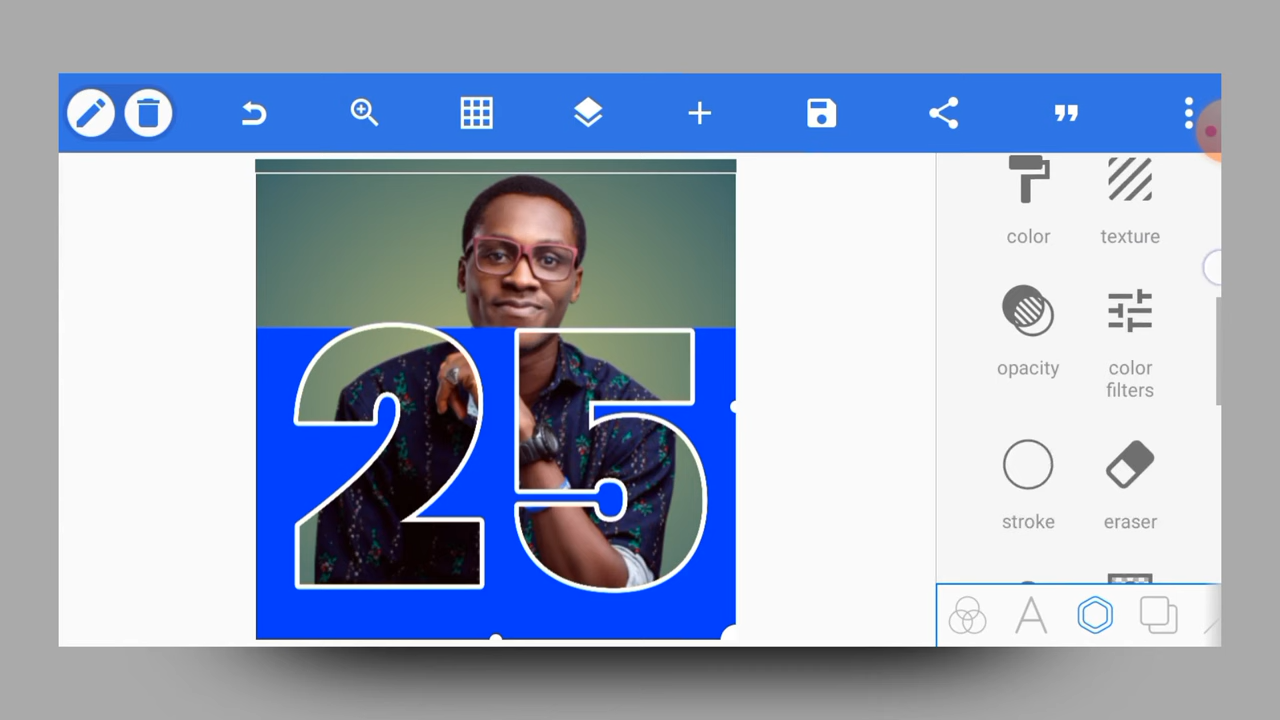 color texture
25
opacity color
filters
stroke eraser